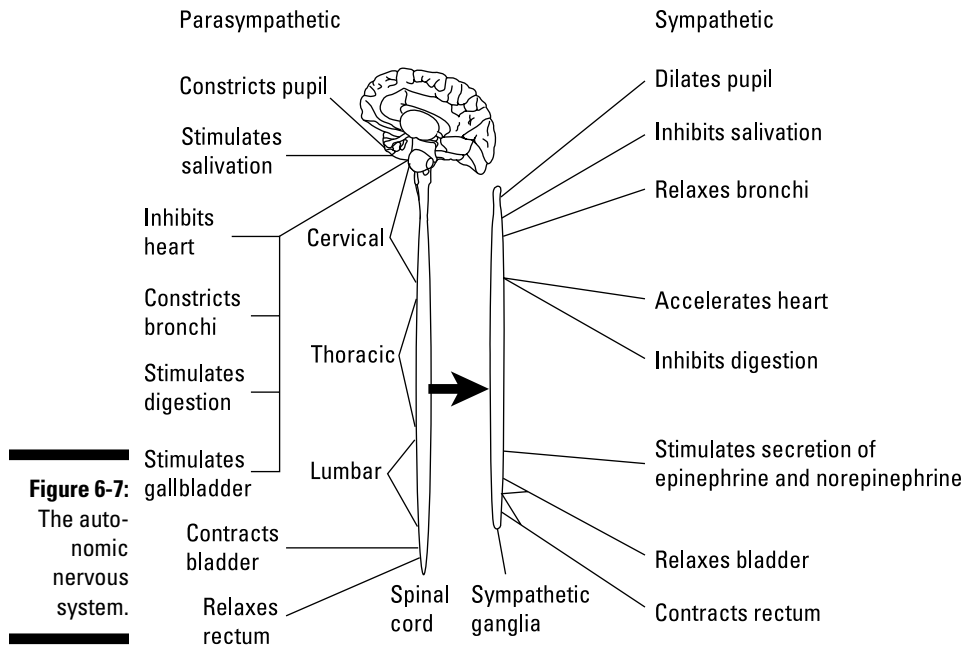 Parasympathetic
Sympathetic
Constricts pupil
Stimulates
salivation
Inhibits
heart
Constricts
bronchi
Stimulates
digestion
Stimulates
gallbladder
Contracts
bladder
Relaxes
rectum
Cervical
Thoracic
Lumbar
Spinal
cord
Sympathetic
ganglia
Dilates pupil
Inhibits salivation
Relaxes bronchi
Accelerates heart
Inhibits digestion
Stimulates secretion of
epinephrine and norepinephrine
Relaxes bladder
Contracts rectum
Figure 6-7:
The auto-
nomic
nervous
system.